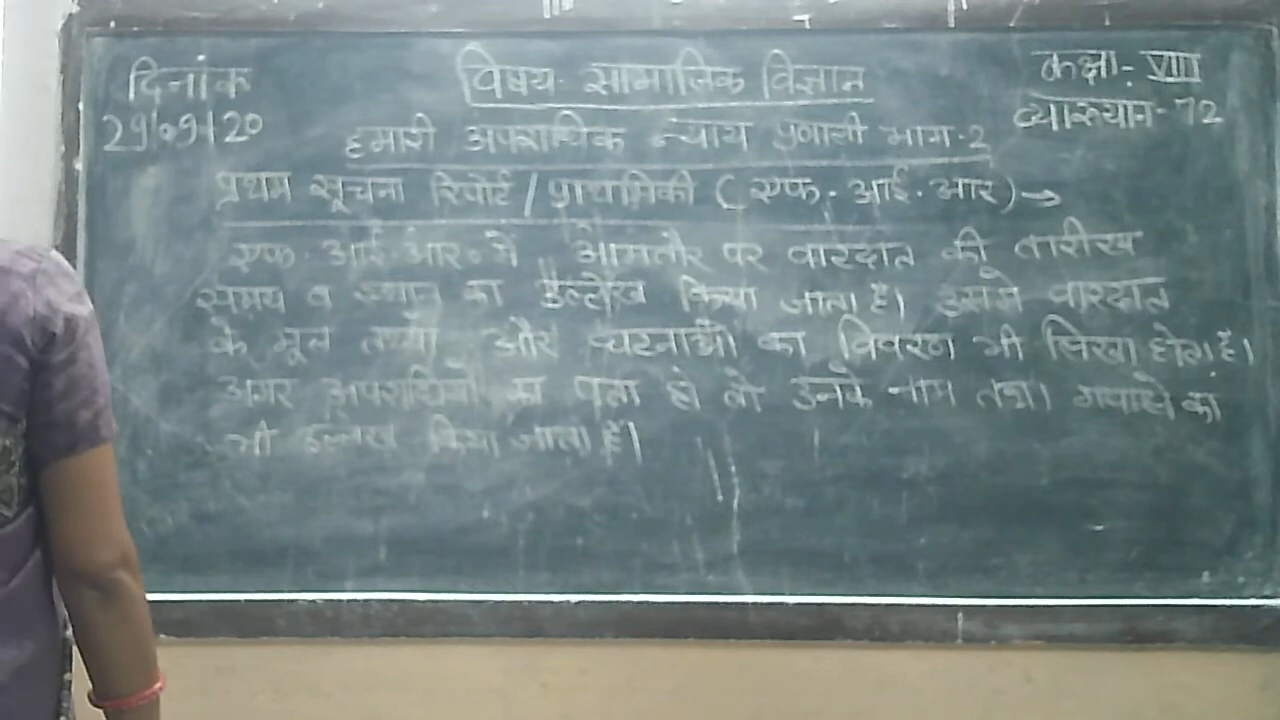 दिनांक
29/09/20
विषय- सामाजिक विज्ञान
कक्षा- VIII
व्याख्यान-72
हमारी अपराधिक न्याय प्रणाली भाग-2
प्रथम सूचना रिपोर्ट/प्राथमिकी (एफ.आई.आर)→
एफ.आई.आर. में आमतौर पर वारदात की तारीख
समय व स्थान का उल्लेख किया जाता है। उसमे वारदात
के मूल तथ्यों और घटनाओं का विवरण भी लिखा होता है।
अगर अपराधियों का पता हो तो उनके नाम तथा गवाहो का
भी उल्लेख किया जाता है।